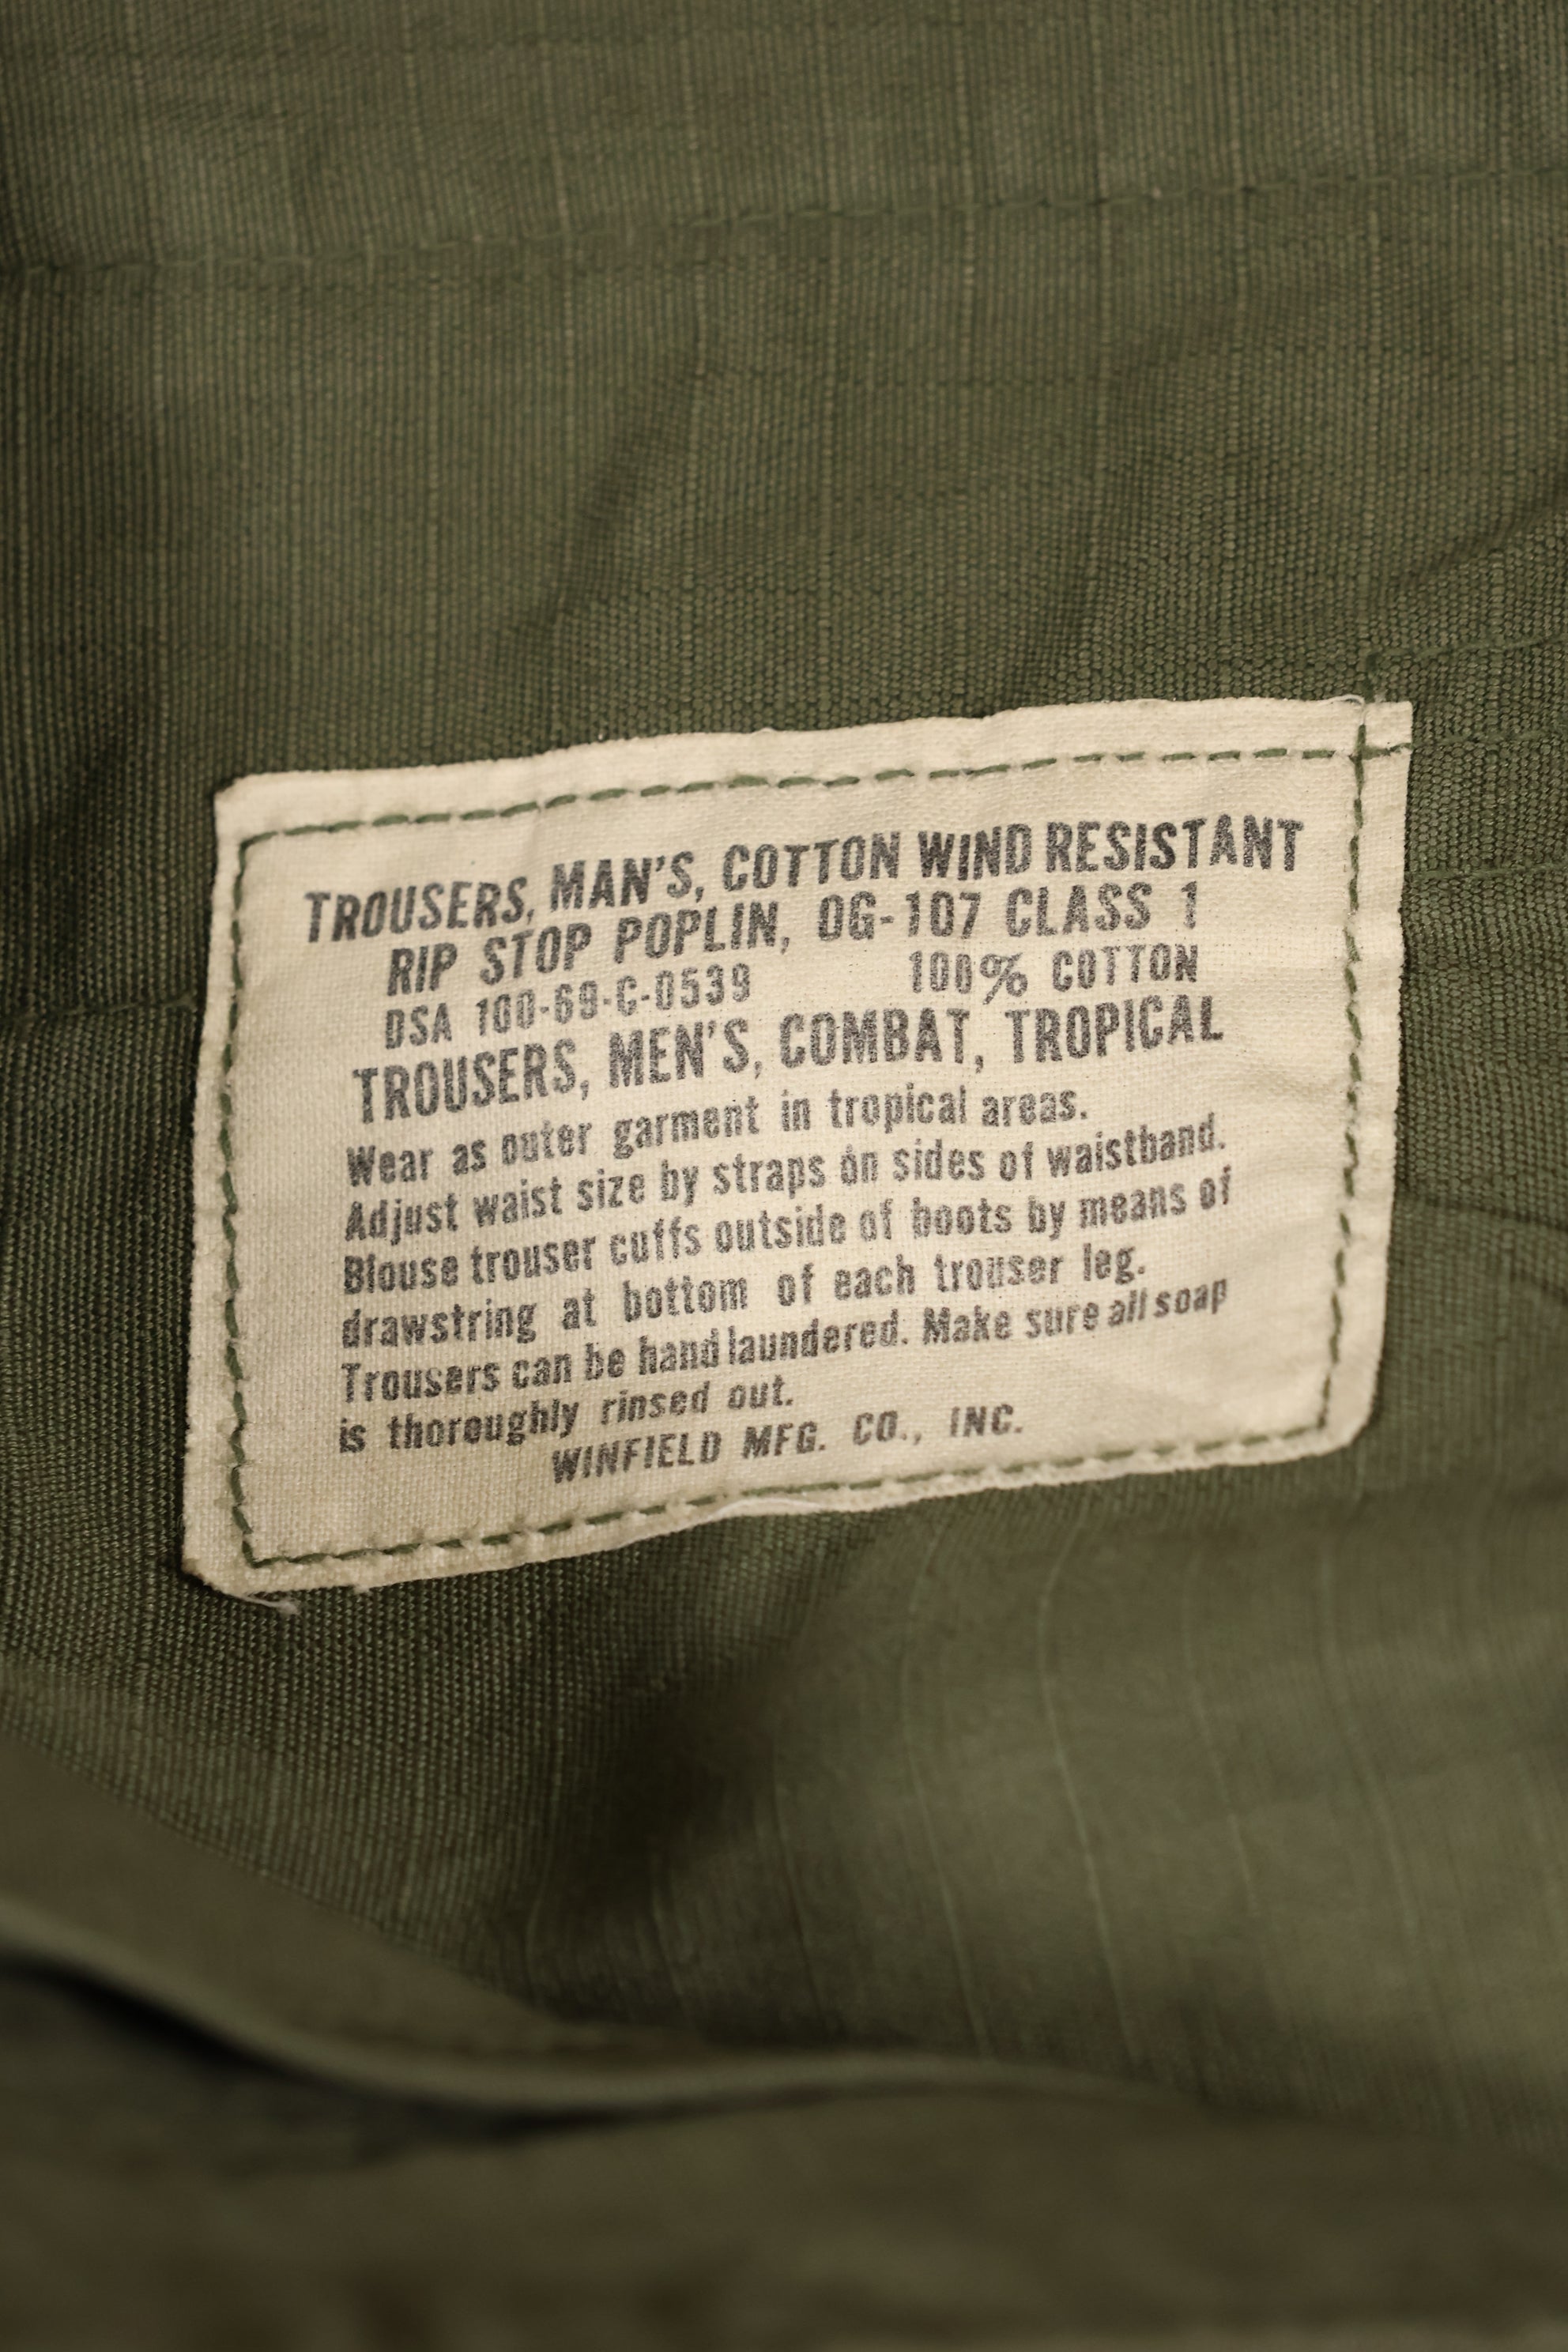 TROUSERS, MAN'S, COTTON WIND RESISTANT
RIP STOP POPLIN, OG-107 CLASS 1
DSA 100-69-C-0539 100% COTTON
TROUSERS, MEN'S, COMBAT, TROPICAL
Wear as outer garment in tropical areas.
Adjust waist size by straps on sides of waistband.
Blouse trouser cuffs outside of boots by means of
drawstring at bottom of each trouser leg.
Trousers can be hand laundered. Make sure all soap
is thoroughly rinsed out.
WINFIELD MFG. CO., INC.